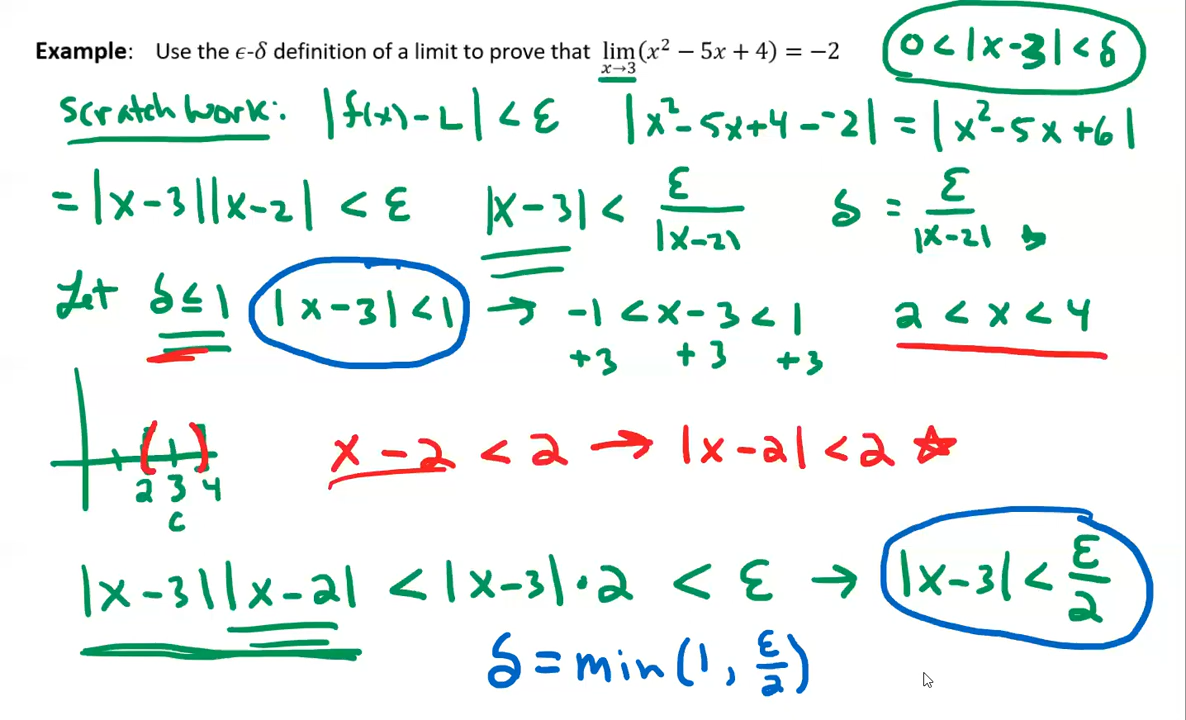 Example: Use the ϵ-δ definition of a limit to prove that lim x→3 (x² − 5x + 4) = −2 0 < |x-3| < δ
Scratch Work: |f(x) - L| < ε |x² - 5x + 4 - -2| = |x² - 5x + 6|
= |x - 3||x - 2| < ε |x - 3| < ε/|x-2| δ = ε/|x-2|
Let δ ≤ 1 |x - 3| < 1 → -1 < x - 3 < 1 2 < x < 4
+3 +3 +3
x - 2 < 2 → |x - 2| < 2 ☆
2 3 4
c
|x - 3||x - 2| < |x - 3| · 2 < ε → |x - 3| < ε/2
δ = min(1, ε/2)